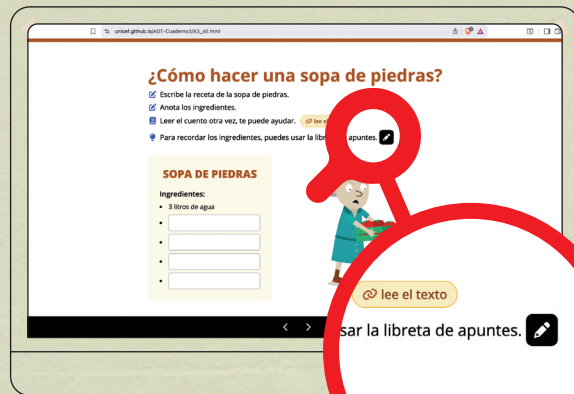 unicef.github.io/ADT-Cuaderno3/43_s0.html
¿Cómo hacer una sopa de piedras?
Escribe la receta de la sopa de piedras.
Anota los ingredientes.
Leer el cuento otra vez, te puede ayudar. lee el
Para recordar los ingredientes, puedes usar la apuntes.
SOPA DE PIEDRAS
Ingredientes:
• 3 litros de agua
•
•
•
•
lee el texto
sar la libreta de apuntes.